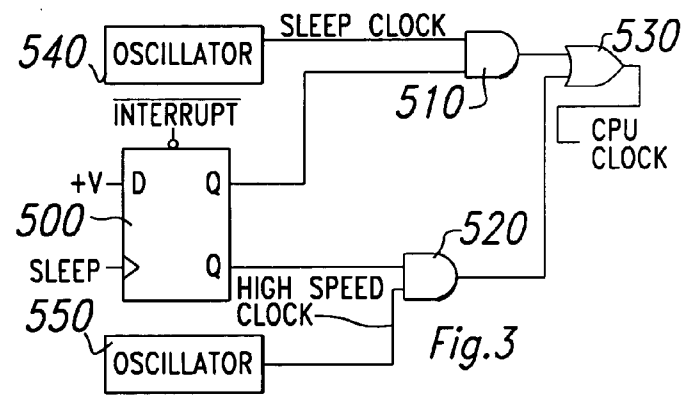 540
OSCILLATOR
SLEEP CLOCK
510
530
CPU
CLOCK
INTERRUPT
+V
D
Q
500
SLEEP
Q
520
HIGH SPEED
CLOCK
550
OSCILLATOR
Fig.3